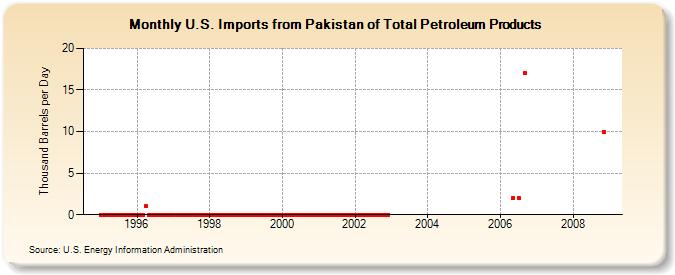 Monthly U.S. Imports from Pakistan of Total Petroleum Products
Thousand Barrels per Day
20
15
10
5
0
1996 1998 2000 2002 2004 2006 2008
Source: U.S. Energy Information Administration